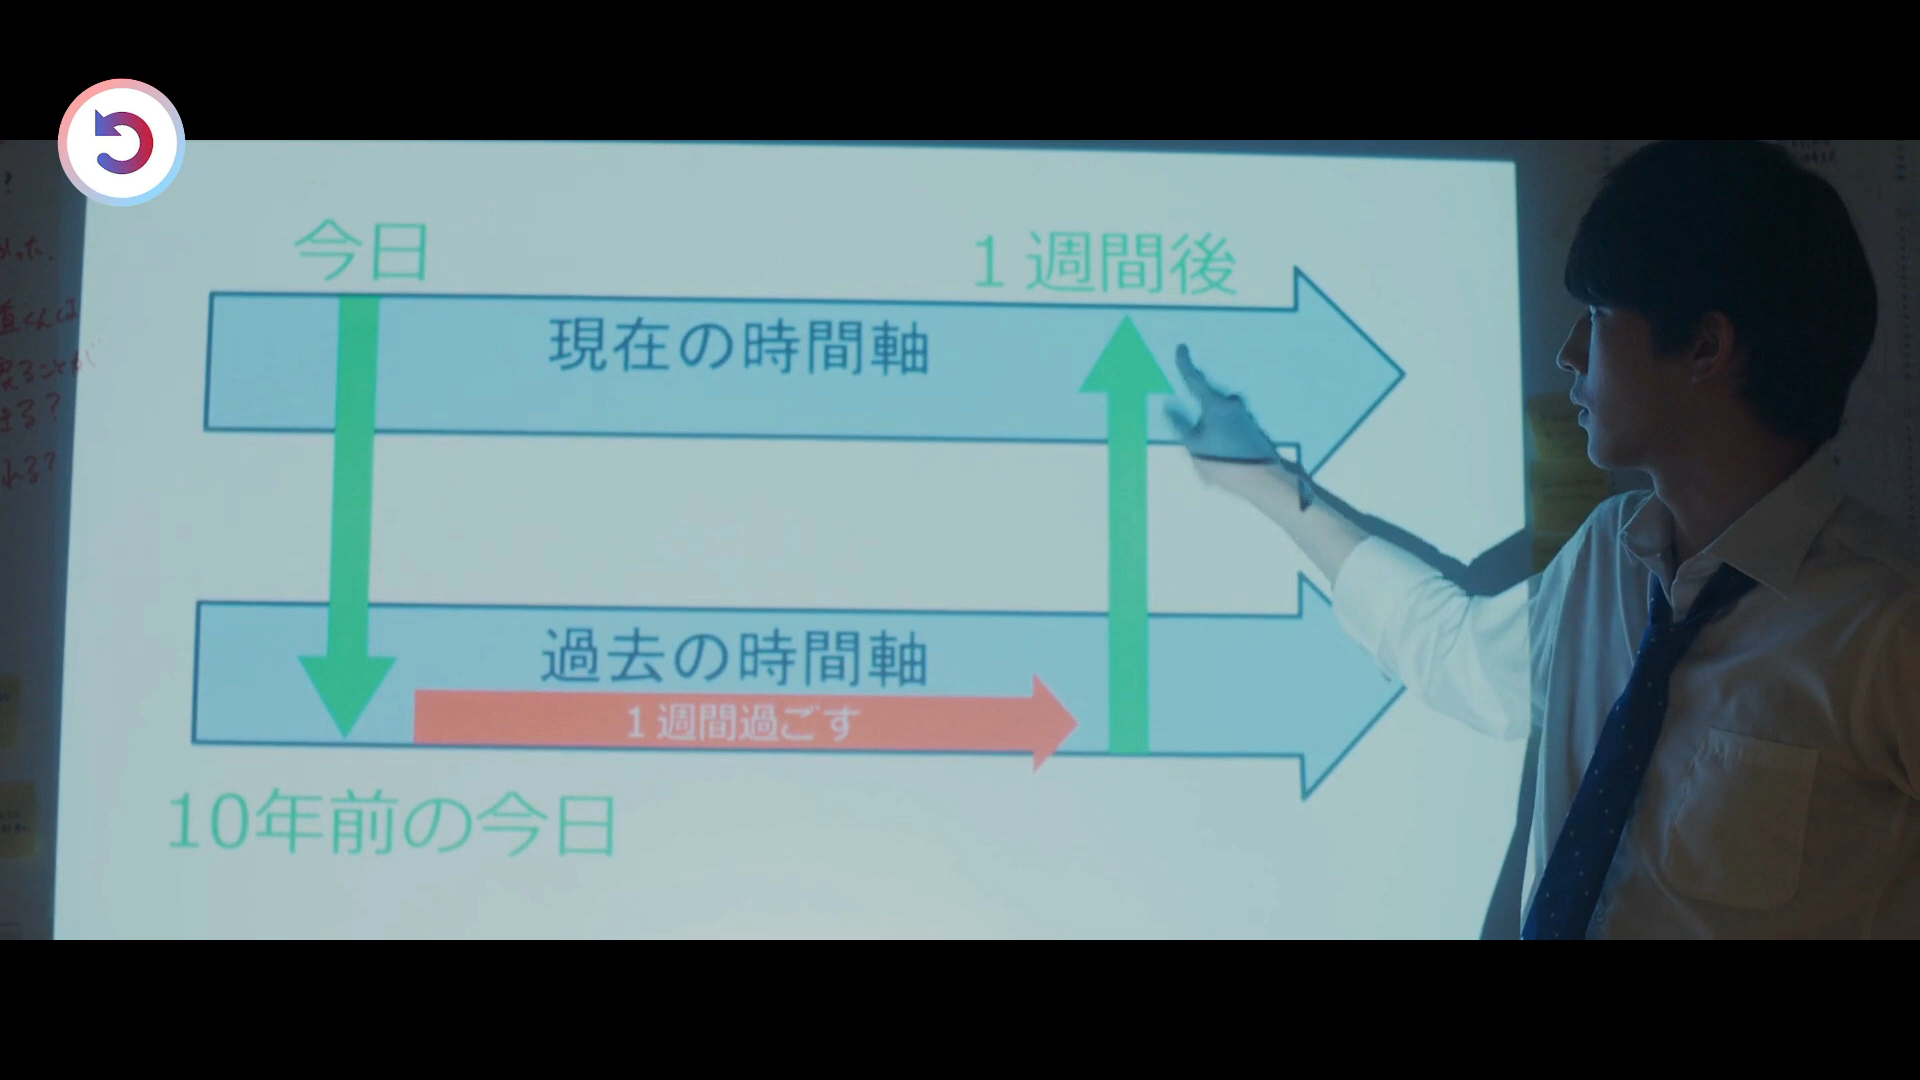 今日
1週間後
現在の時間軸
過去の時間軸
1週間過ごす
10年前の今日